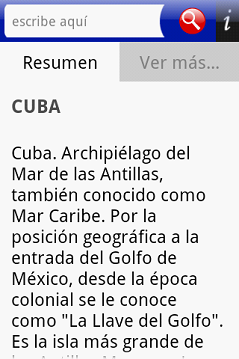 escribe aquí
i
Resumen
Ver más...
CUBA
Cuba. Archipiélago del
Mar de las Antillas,
también conocido como
Mar Caribe. Por la
posición geográfica a la
entrada del Golfo de
México, desde la época
colonial se le conoce
como "La Llave del Golfo".
Es la isla más grande de